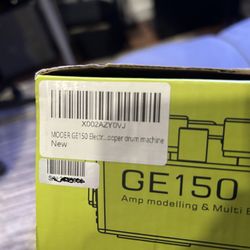 X002AZY0VJ
MOOER GE150 Electr...ooper drum machine
New
GE150
Amp modelling & Multi E